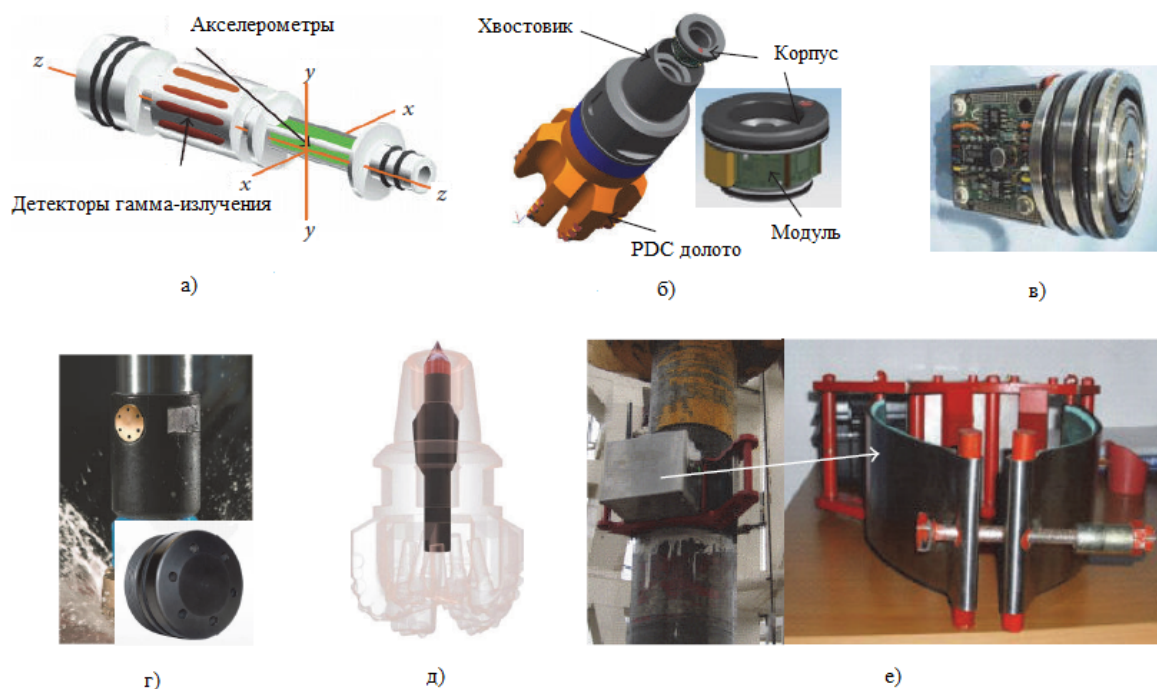 Акселерометры
z
y
x
x
y
z
Детекторы гамма-излучения
а)
Хвостовик
Корпус
Модуль
PDC долото
б)
в)
г)
д)
е)